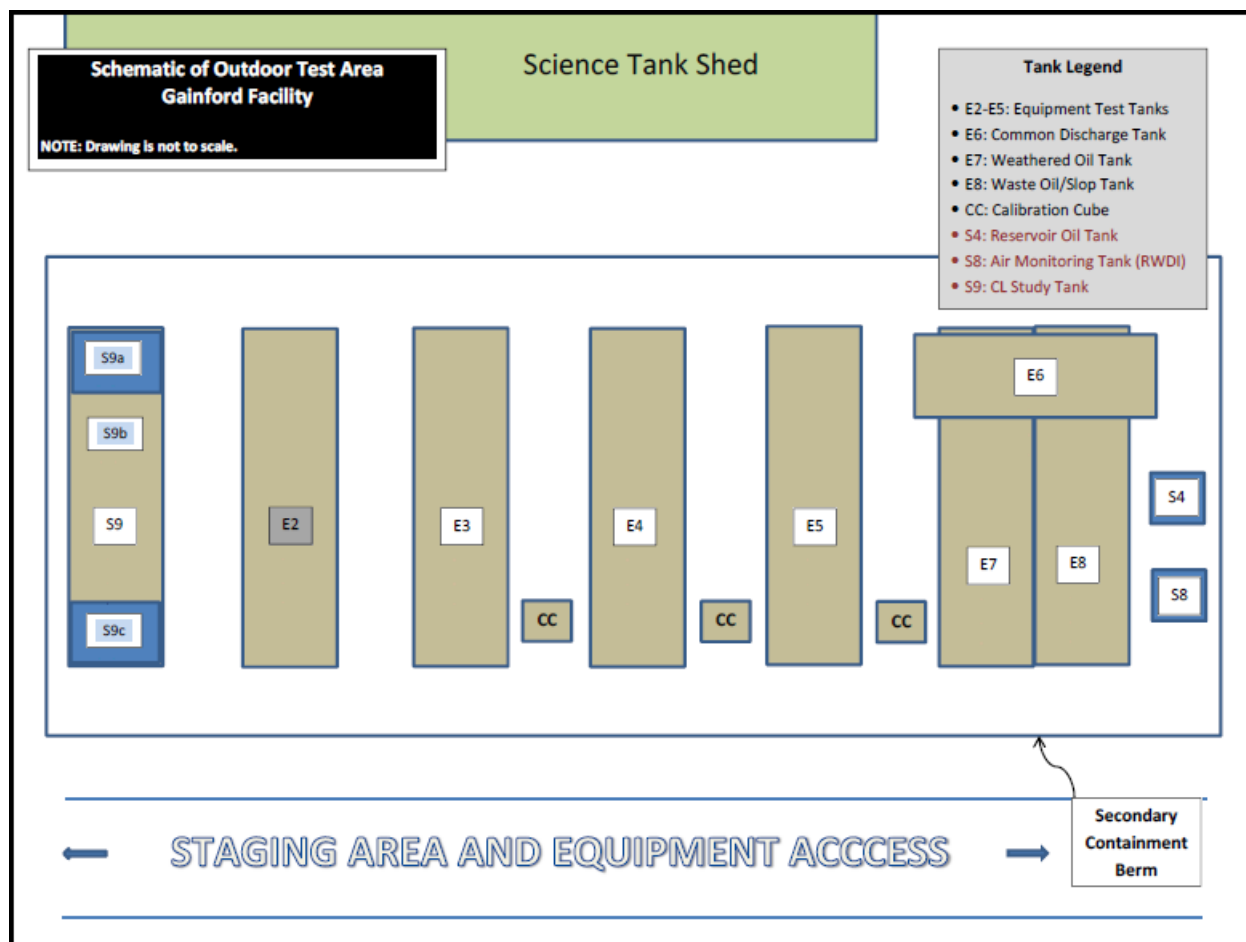 Schematic of Outdoor Test Area
Gainford Facility
NOTE: Drawing is not to scale.
Science Tank Shed
Tank Legend
• E2-E5: Equipment Test Tanks
• E6: Common Discharge Tank
• E7: Weathered Oil Tank
• E8: Waste Oil/Slop Tank
• CC: Calibration Cube
• S4: Reservoir Oil Tank
• S8: Air Monitoring Tank (RWDI)
• S9: CL Study Tank
S9a
S9b
S9
S9c
E2
E3
CC
E4
CC
E5
CC
E6
E7
E8
S4
S8
STAGING AREA AND EQUIPMENT ACCCESS
Secondary
Containment
Berm